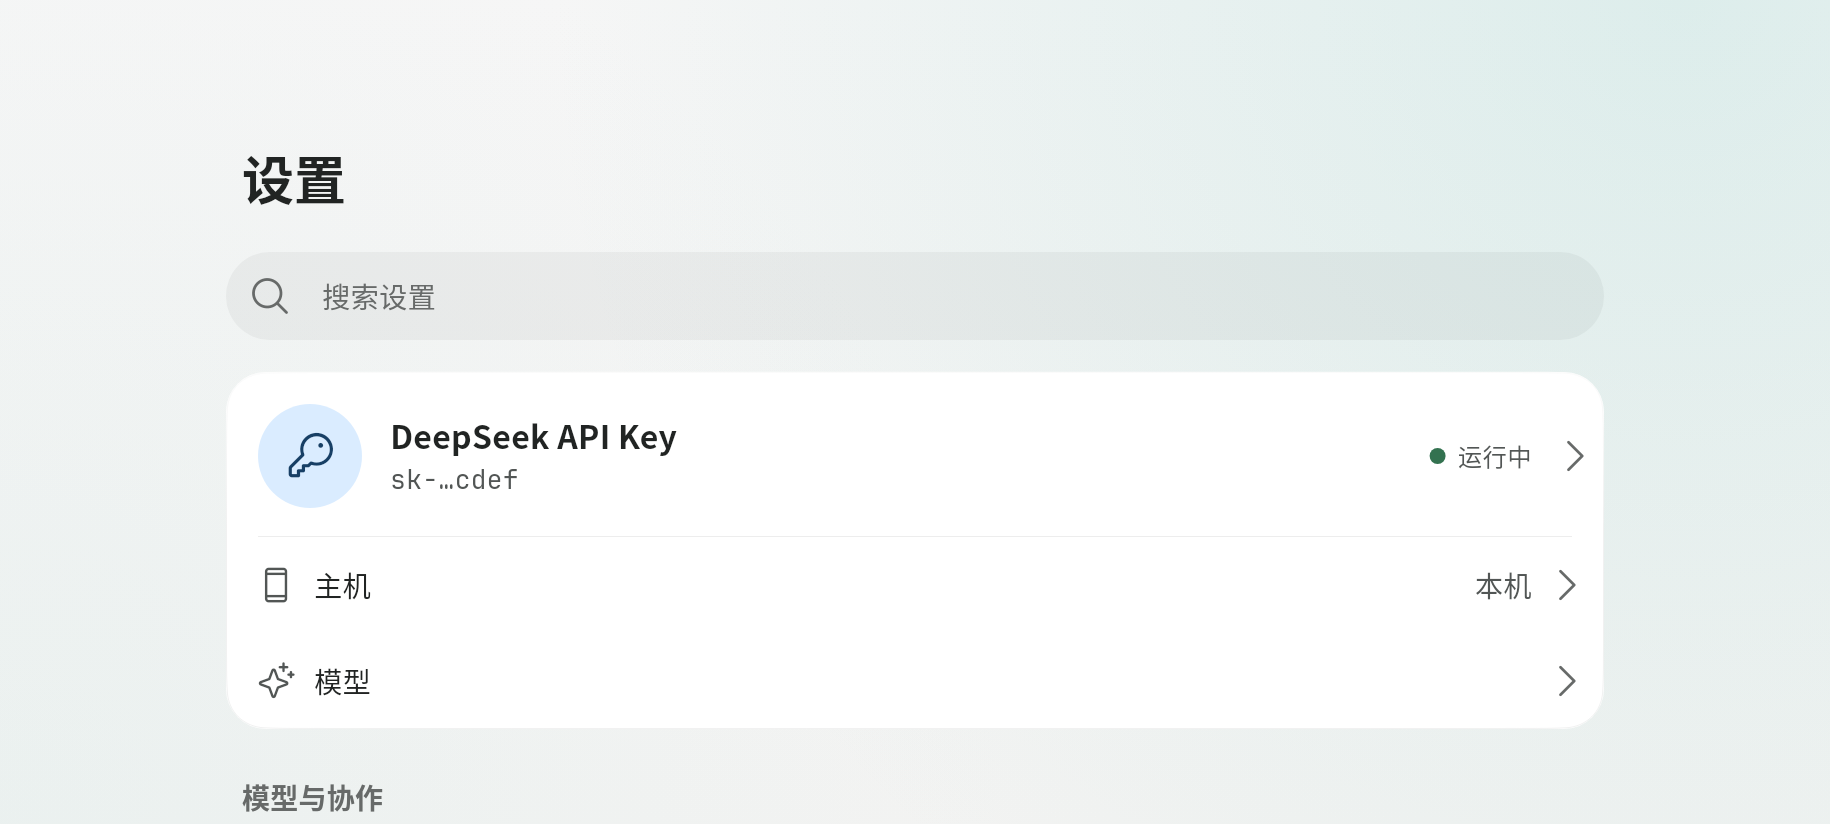 设置
搜索设置
DeepSeek API Key
sk-…cdef
运行中
主机
本机
模型
模型与协作